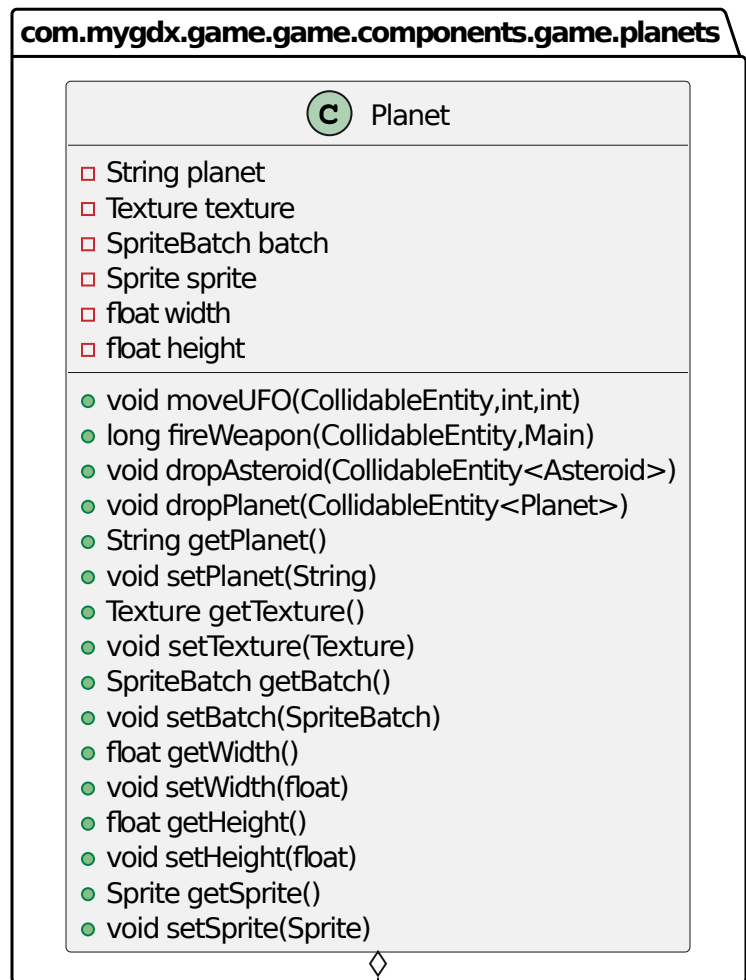 com.mygdx.game.game.components.game.planets
C Planet
String planet
Texture texture
SpriteBatch batch
Sprite sprite
float width
float height
void moveUFO(CollidableEntity,int,int)
long fireWeapon(CollidableEntity,Main)
void dropAsteroid(CollidableEntity<Asteroid>)
void dropPlanet(CollidableEntity<Planet>)
String getPlanet()
void setPlanet(String)
Texture getTexture()
void setTexture(Texture)
SpriteBatch getBatch()
void setBatch(SpriteBatch)
float getWidth()
void setWidth(float)
float getHeight()
void setHeight(float)
Sprite getSprite()
void setSprite(Sprite)